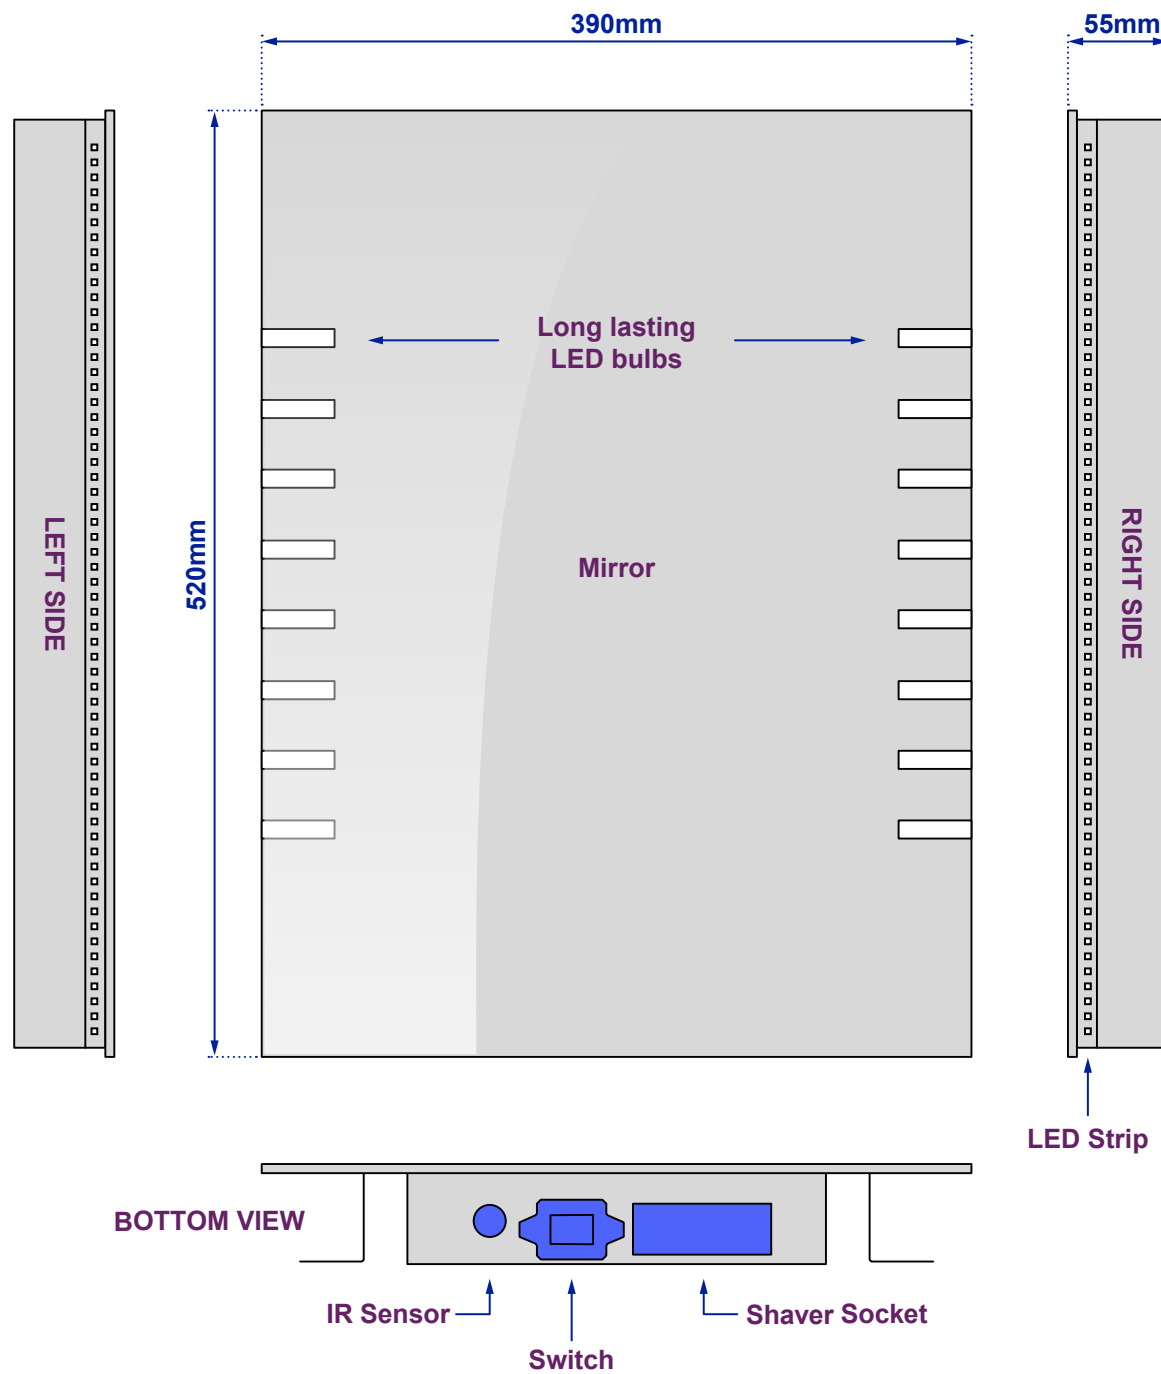 390mm
55mm
Long lasting
LED bulbs
LEFT SIDE
520mm
Mirror
RIGHT SIDE
LED Strip
BOTTOM VIEW
IR Sensor
Shaver Socket
Switch